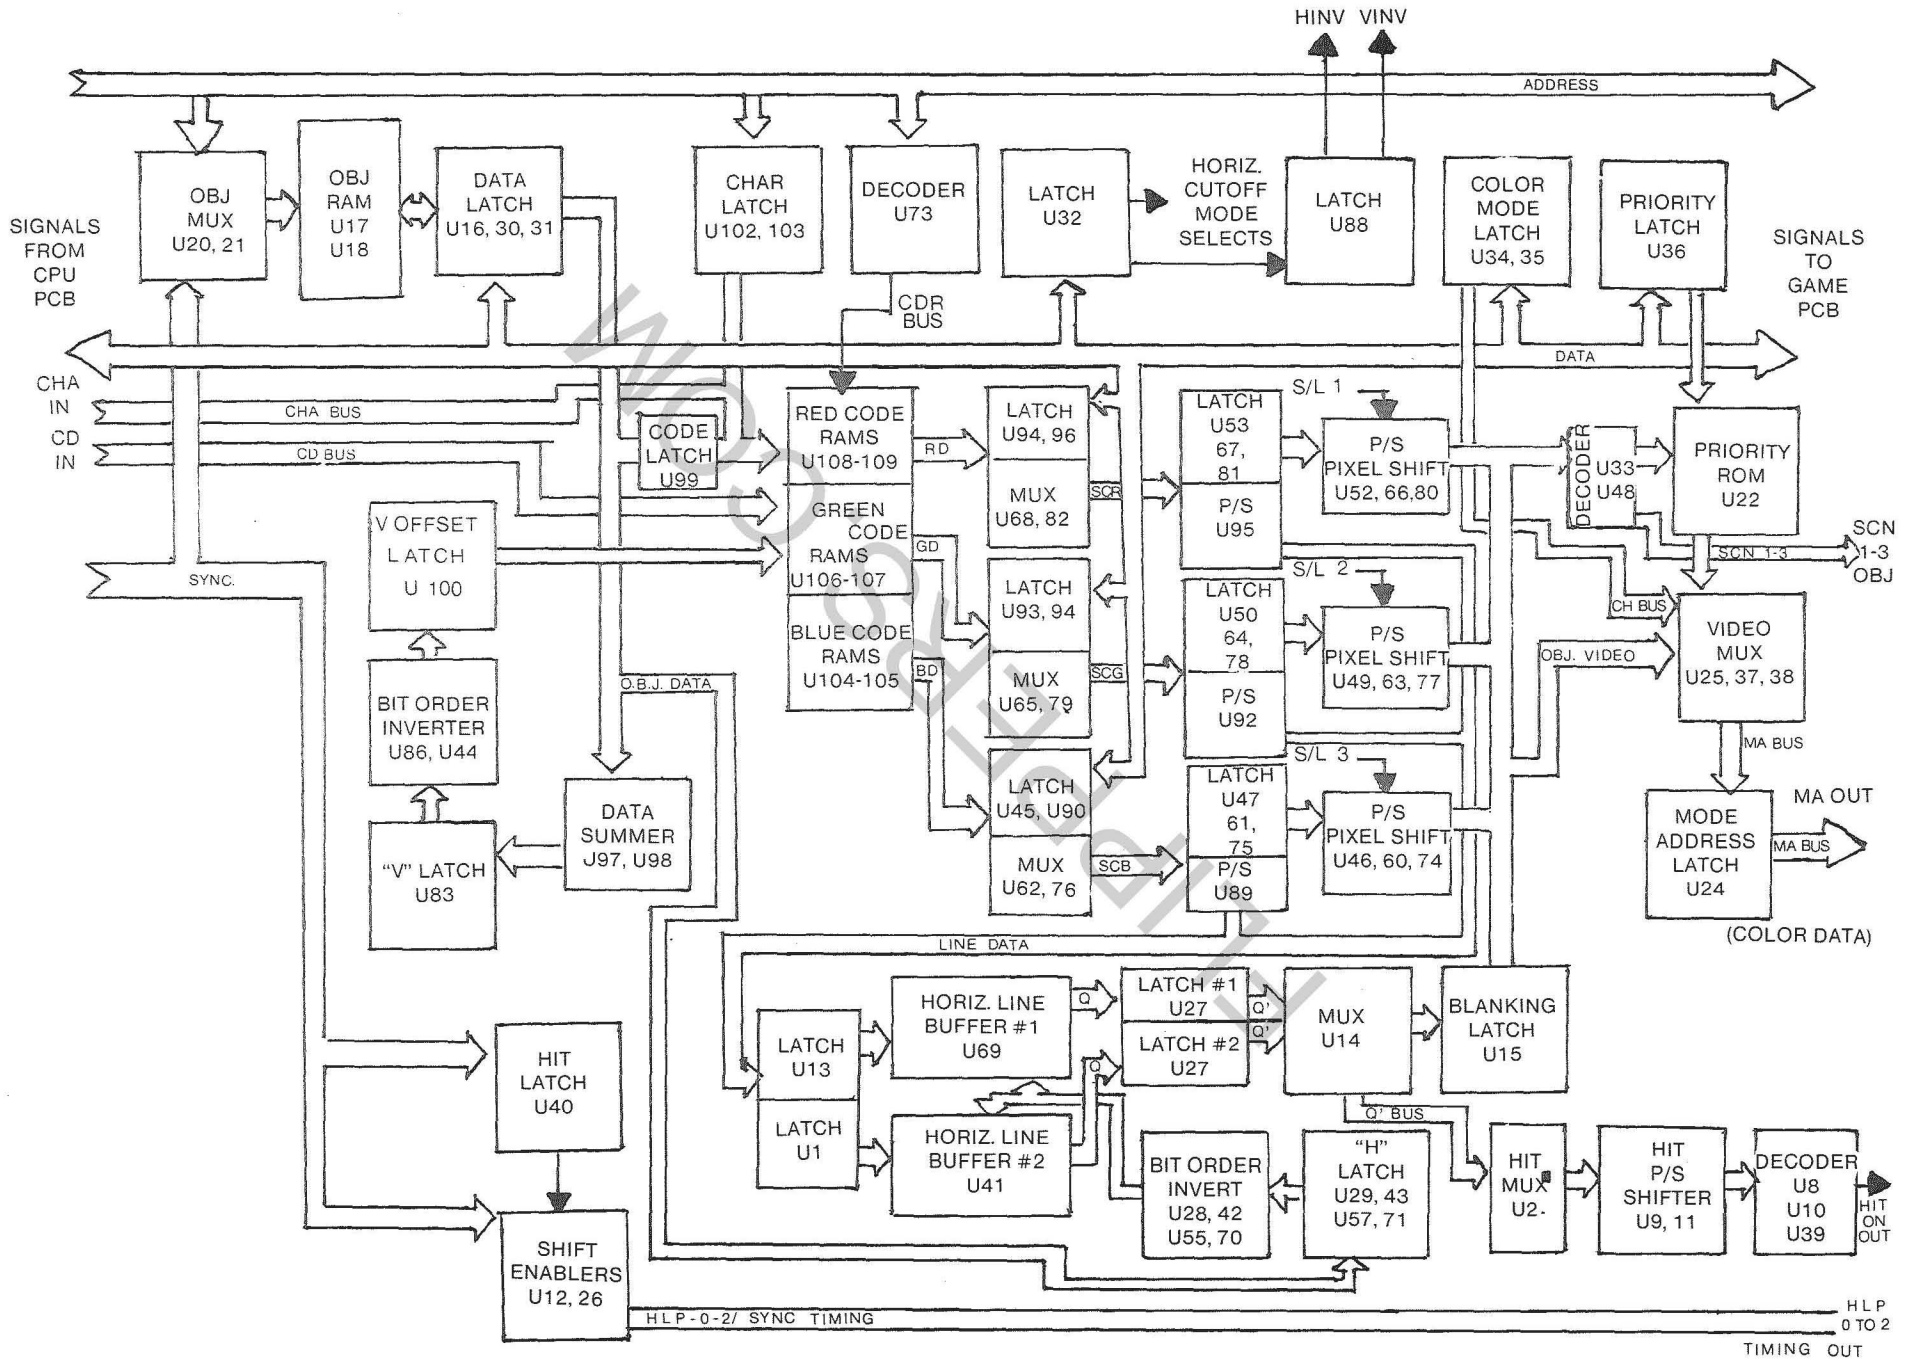 HINV VINV
ADDRESS
SIGNALS
FROM
CPU
PCB
OBJ
MUX
U20, 21
OBJ
RAM
U17
U18
DATA
LATCH
U16, 30, 31
CHAR
LATCH
U102, 103
DECODER
U73
LATCH
U32
HORIZ.
CUTOFF
MODE
SELECTS
LATCH
U88
COLOR
MODE
LATCH
U34, 35
PRIORITY
LATCH
U36
SIGNALS
TO
GAME
PCB
CDR
BUS
DATA
CHA
IN
CHA BUS
CD
IN
CD BUS
CODE
LATCH
U99
RED CODE
RAMS
U108-109
GREEN
CODE
RAMS
U106-107
BLUE CODE
RAMS
U104-105
RD
GD
BD
LATCH
U94, 96
MUX
U68, 82
SCR
LATCH
U93, 94
MUX
U65, 79
SCG
LATCH
U45, U90
MUX
U62, 76
SCB
LATCH
U53
67,
81
P/S
U95
S/L 1
P/S
PIXEL SHIFT
U52, 66,80
LATCH
U50
64,
78
P/S
U92
S/L 2
P/S
PIXEL SHIFT
U49, 63, 77
LATCH
U47
61,
75
P/S
U89
S/L 3
P/S
PIXEL SHIFT
U46, 60, 74
DECODER
U33
U48
PRIORITY
ROM
U22
SCN 1-3
SCN
1-3
OBJ
CH BUS
OBJ. VIDEO
VIDEO
MUX
U25, 37, 38
MA BUS
MODE
ADDRESS
LATCH
U24
MA OUT
MA BUS
(COLOR DATA)
V OFFSET
LATCH
U 100
SYNC.
BIT ORDER
INVERTER
U86, U44
"V" LATCH
U83
DATA
SUMMER
J97, U98
O.B.J. DATA
LINE DATA
HIT
LATCH
U40
SHIFT
ENABLERS
U12, 26
LATCH
U13
LATCH
U1
HORIZ. LINE
BUFFER #1
U69
HORIZ. LINE
BUFFER #2
U41
Q
Q
LATCH #1
U27
LATCH #2
U27
Q'
Q'
MUX
U14
BLANKING
LATCH
U15
Q' BUS
BIT ORDER
INVERT
U28, 42
U55, 70
"H"
LATCH
U29, 43
U57, 71
HIT
MUX
U2-
HIT
P/S
SHIFTER
U9, 11
DECODER
U8
U10
U39
HIT
ON
OUT
HLP-0-2/ SYNC TIMING
HLP
0 TO 2
TIMING OUT
FLIPPERS.COM